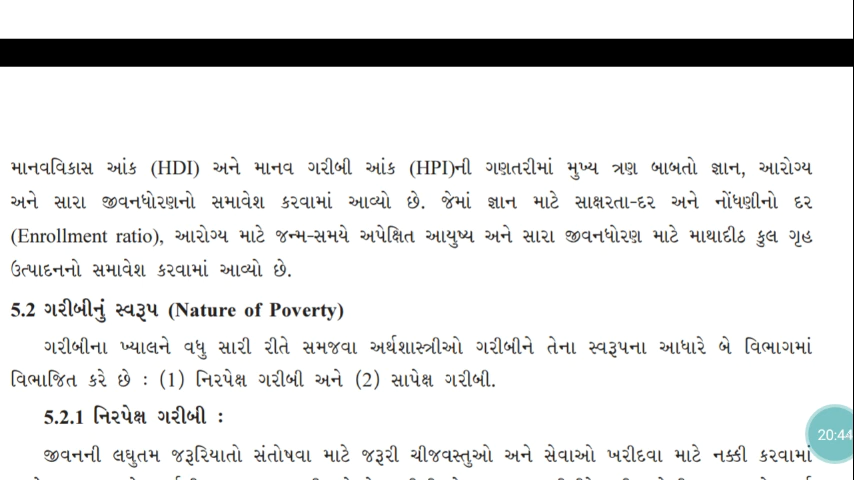 માનવવિકાસ આંક (HDI) અને માનવ ગરીબી આંક (HPI)ની ગણતરીમાં મુખ્ય ત્રણ બાબતો જ્ઞાન, આરોગ્ય
અને સારા જીવનધોરણનો સમાવેશ કરવામાં આવ્યો છે. જેમાં જ્ઞાન માટે સાક્ષરતા-દર અને નોંધણીનો દર
(Enrollment ratio), આરોગ્ય માટે જન્મ-સમયે અપેક્ષિત આયુષ્ય અને સારા જીવનધોરણ માટે માથાદીઠ કુલ ગૃહ
ઉત્પાદનનો સમાવેશ કરવામાં આવ્યો છે.
5.2 ગરીબીનું સ્વરૂપ (Nature of Poverty)
ગરીબીના ખ્યાલને વધુ સારી રીતે સમજવા અર્થશાસ્ત્રીઓ ગરીબીને તેના સ્વરૂપના આધારે બે વિભાગમાં
વિભાજિત કરે છે : (1) નિરપેક્ષ ગરીબી અને (2) સાપેક્ષ ગરીબી.
5.2.1 નિરપેક્ષ ગરીબી :
જીવનની લઘુતમ જરૂરિયાતો સંતોષવા માટે જરૂરી ચીજવસ્તુઓ અને સેવાઓ ખરીદવા માટે નક્કી કરવામાં
20:44